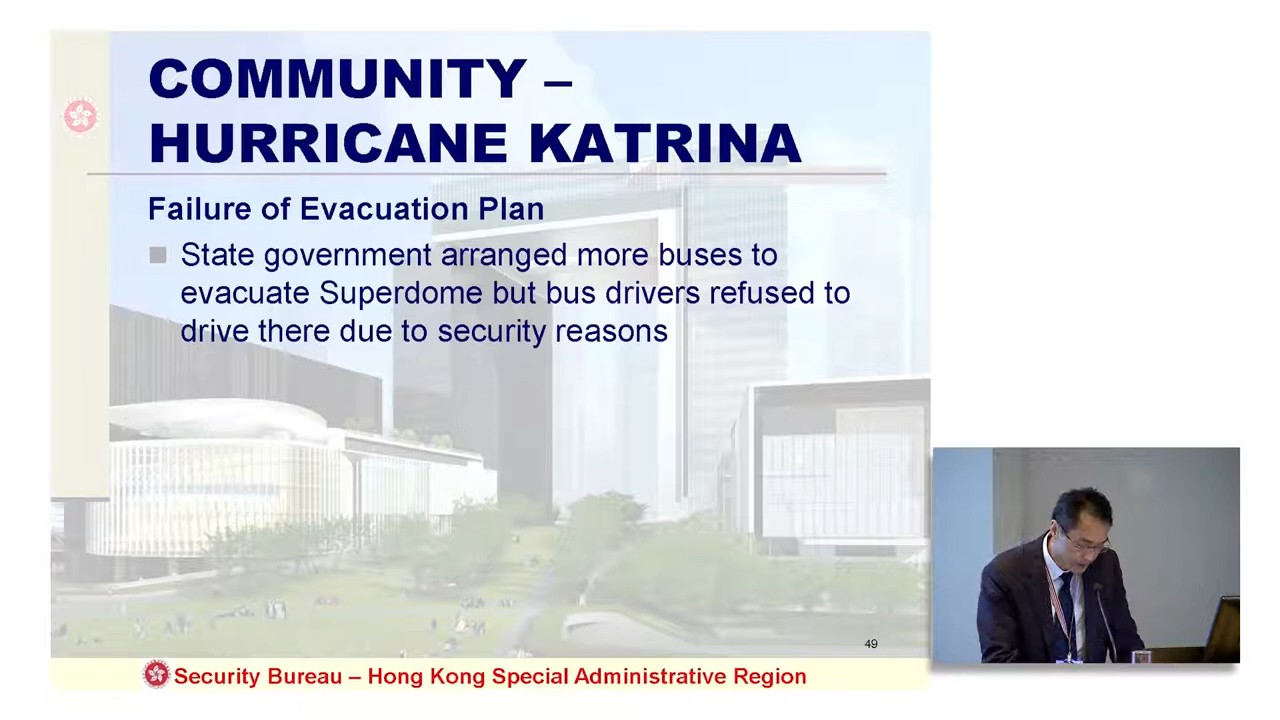 COMMUNITY –
HURRICANE KATRINA
Failure of Evacuation Plan
State government arranged more buses to
evacuate Superdome but bus drivers refused to
drive there due to security reasons
49
Security Bureau – Hong Kong Special Administrative Region